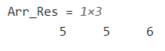 Arr_Res = 1×3
5 5 6